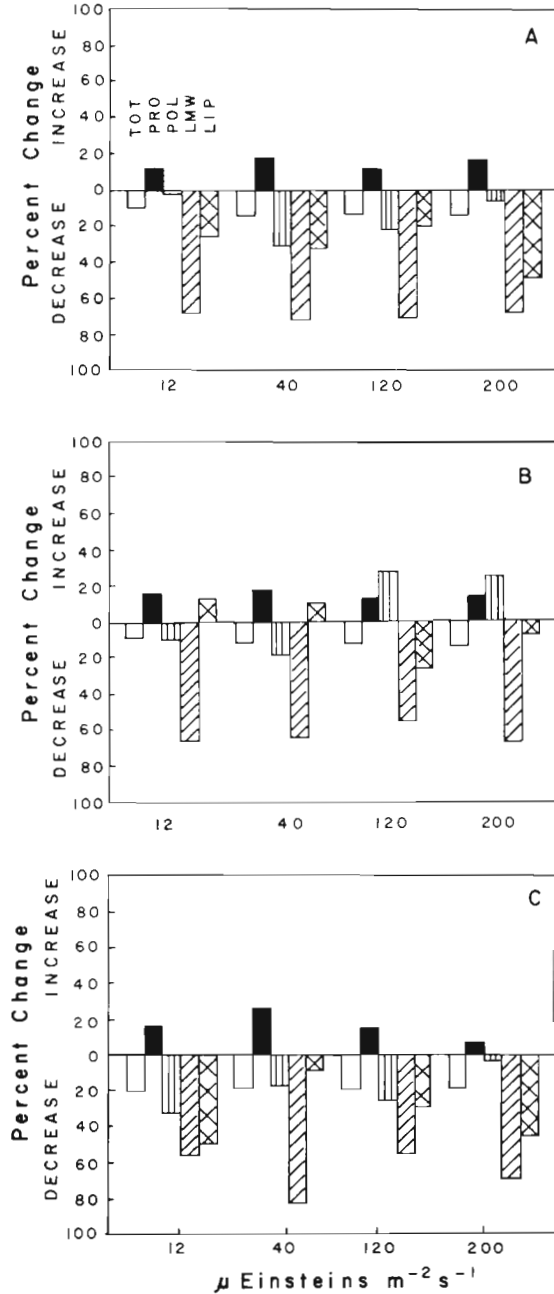 A
Percent Change
DECREASE INCREASE
100
80
60
40
20
0
20
40
60
80
100
TOT
PRO
POL
LMW
LIP
12 40 120 200
B
Percent Change
DECREASE INCREASE
100
80
60
40
20
0
20
40
60
80
100
12 40 120 200
C
Percent Change
DECREASE INCREASE
100
80
60
40
20
0
20
40
60
80
100
12 40 120 200
μ Einsteins m⁻² s⁻¹